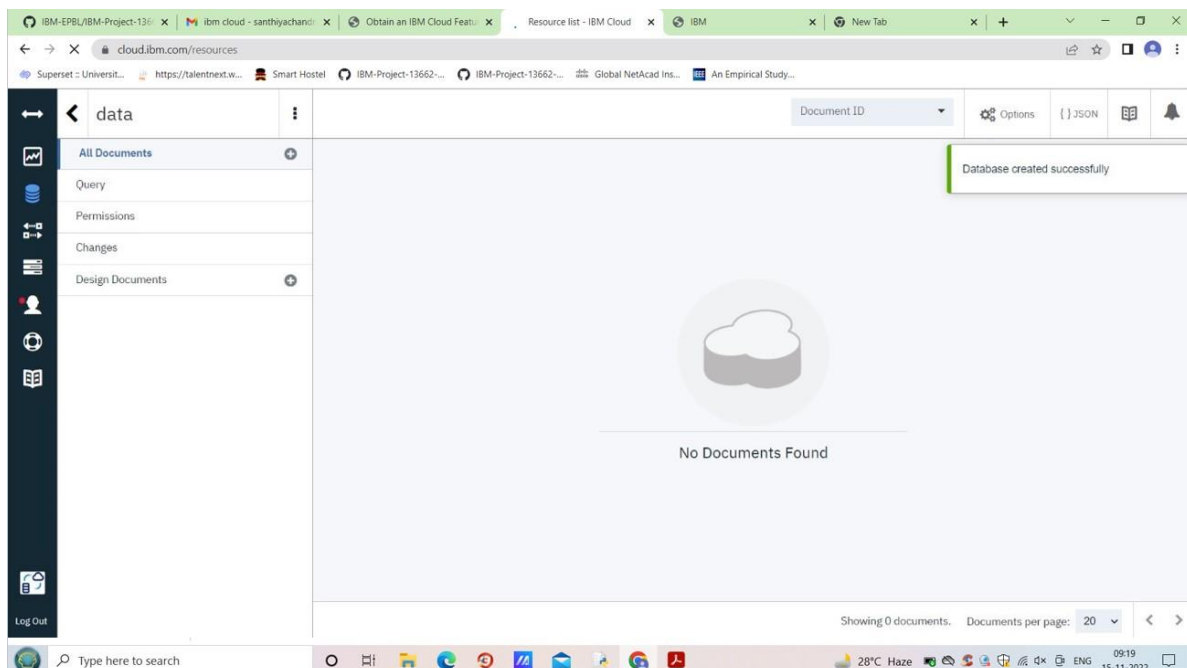 IBM-EPBL/IBM-Project-136
ibm cloud - santhiyachand
Obtain an IBM Cloud Featu
Resource list - IBM Cloud
IBM
New Tab
cloud.ibm.com/resources
Superset :: Universit...
https://talentnext.w...
Smart Hostel
IBM-Project-13662-...
IBM-Project-13662-...
Global NetAcad Ins...
An Empirical Study...
data
Document ID
Options
{ } JSON
All Documents
Query
Permissions
Changes
Design Documents
Database created successfully
No Documents Found
Showing 0 documents.
Documents per page: 20
Log Out
Type here to search
28°C Haze
ENG
09:19
15-11-2022